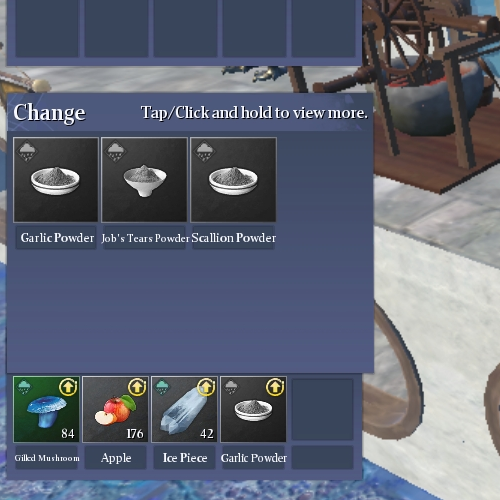 Change
Tap/Click and hold to view more.
Garlic Powder
Job's Tears Powder
Scallion Powder
84
176
42
Gilled Mushroom
Apple
Ice Piece
Garlic Powder